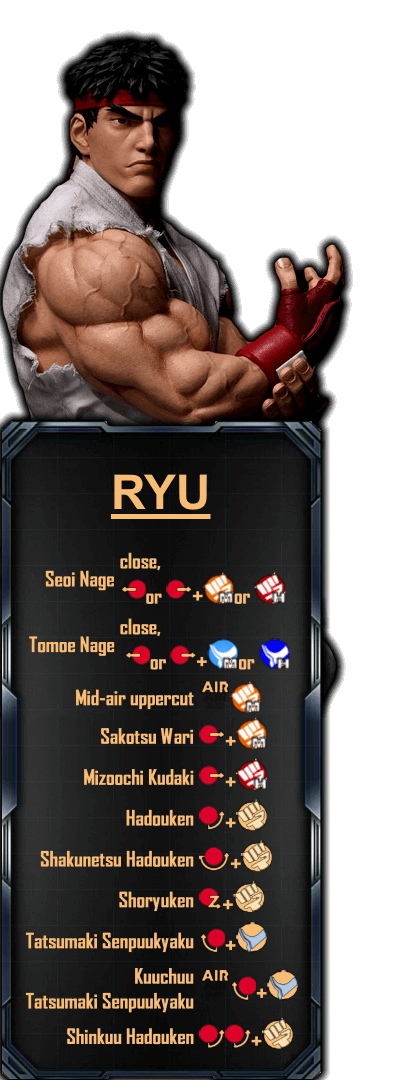 RYU
close,
Seoi Nage or + M or H
close,
Tomoe Nage or + M or H
Mid-air uppercut AIR M
Sakotsu Wari + M
Mizoochi Kudaki + H
Hadouken +
Shakunetsu Hadouken +
Shoryuken Z +
Tatsumaki Senpuukyaku +
Kuuchuu AIR
Tatsumaki Senpuukyaku +
Shinkuu Hadouken +